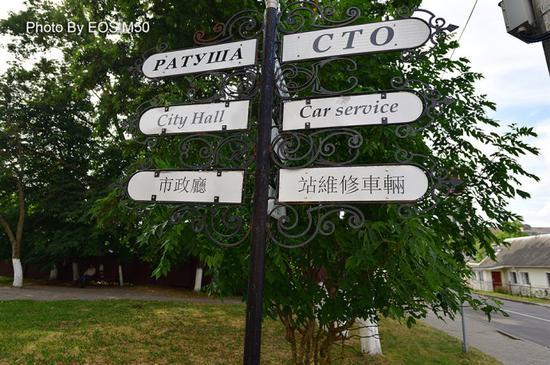 Photo By EOS M50
РАТУША
СТО
City Hall
Car service
市政廳
站維修車輛